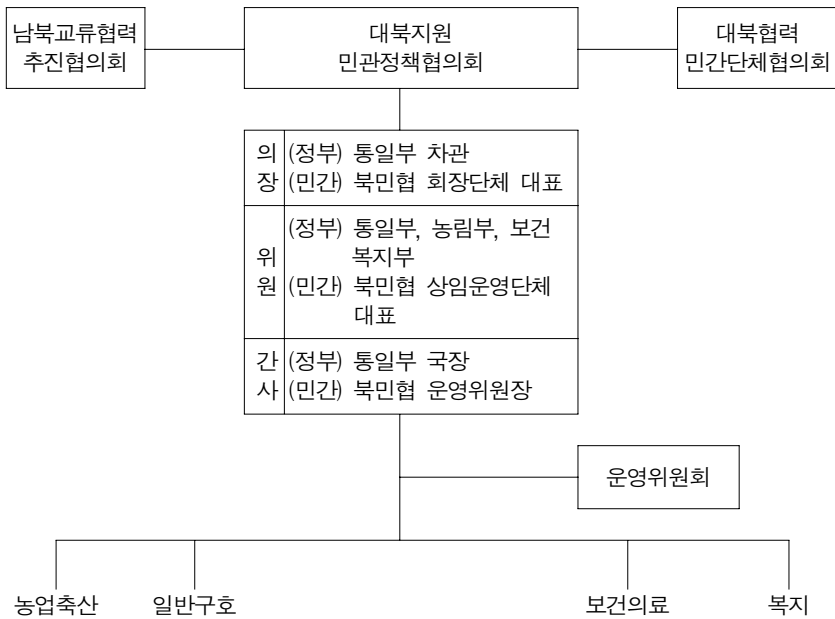 남북교류협력
추진협의회
대북지원
민관정책협의회
대북협력
민간단체협의회
의
장
(정부) 통일부 차관
(민간) 북민협 회장단체 대표
위
원
(정부) 통일부, 농림부, 보건
복지부
(민간) 북민협 상임운영단체
대표
간
사
(정부) 통일부 국장
(민간) 북민협 운영위원장
운영위원회
농업축산
일반구호
보건의료
복지